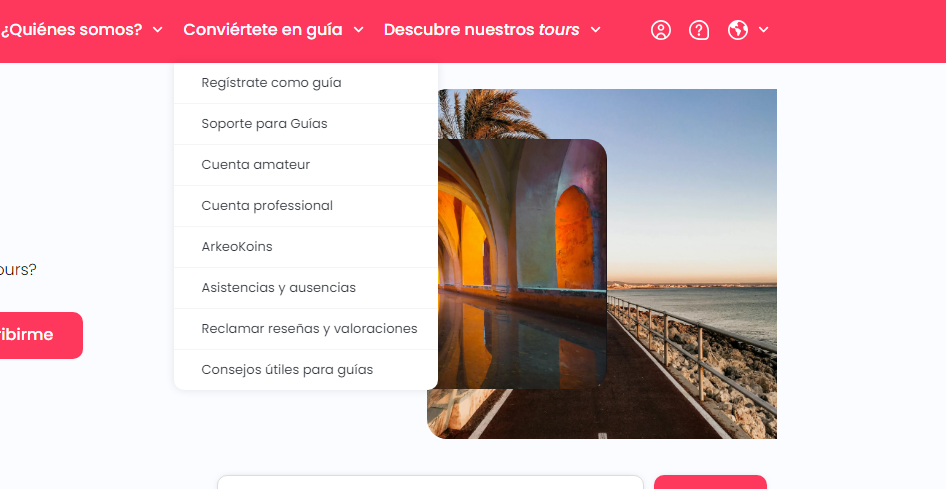 ¿Quiénes somos? Conviértete en guía Descubre nuestros tours
Regístrate como guía
Soporte para Guías
Cuenta amateur
Cuenta professional
ArkeoKoins
ours?
Asistencias y ausencias
Reclamar reseñas y valoraciones
ribirme
Consejos útiles para guías